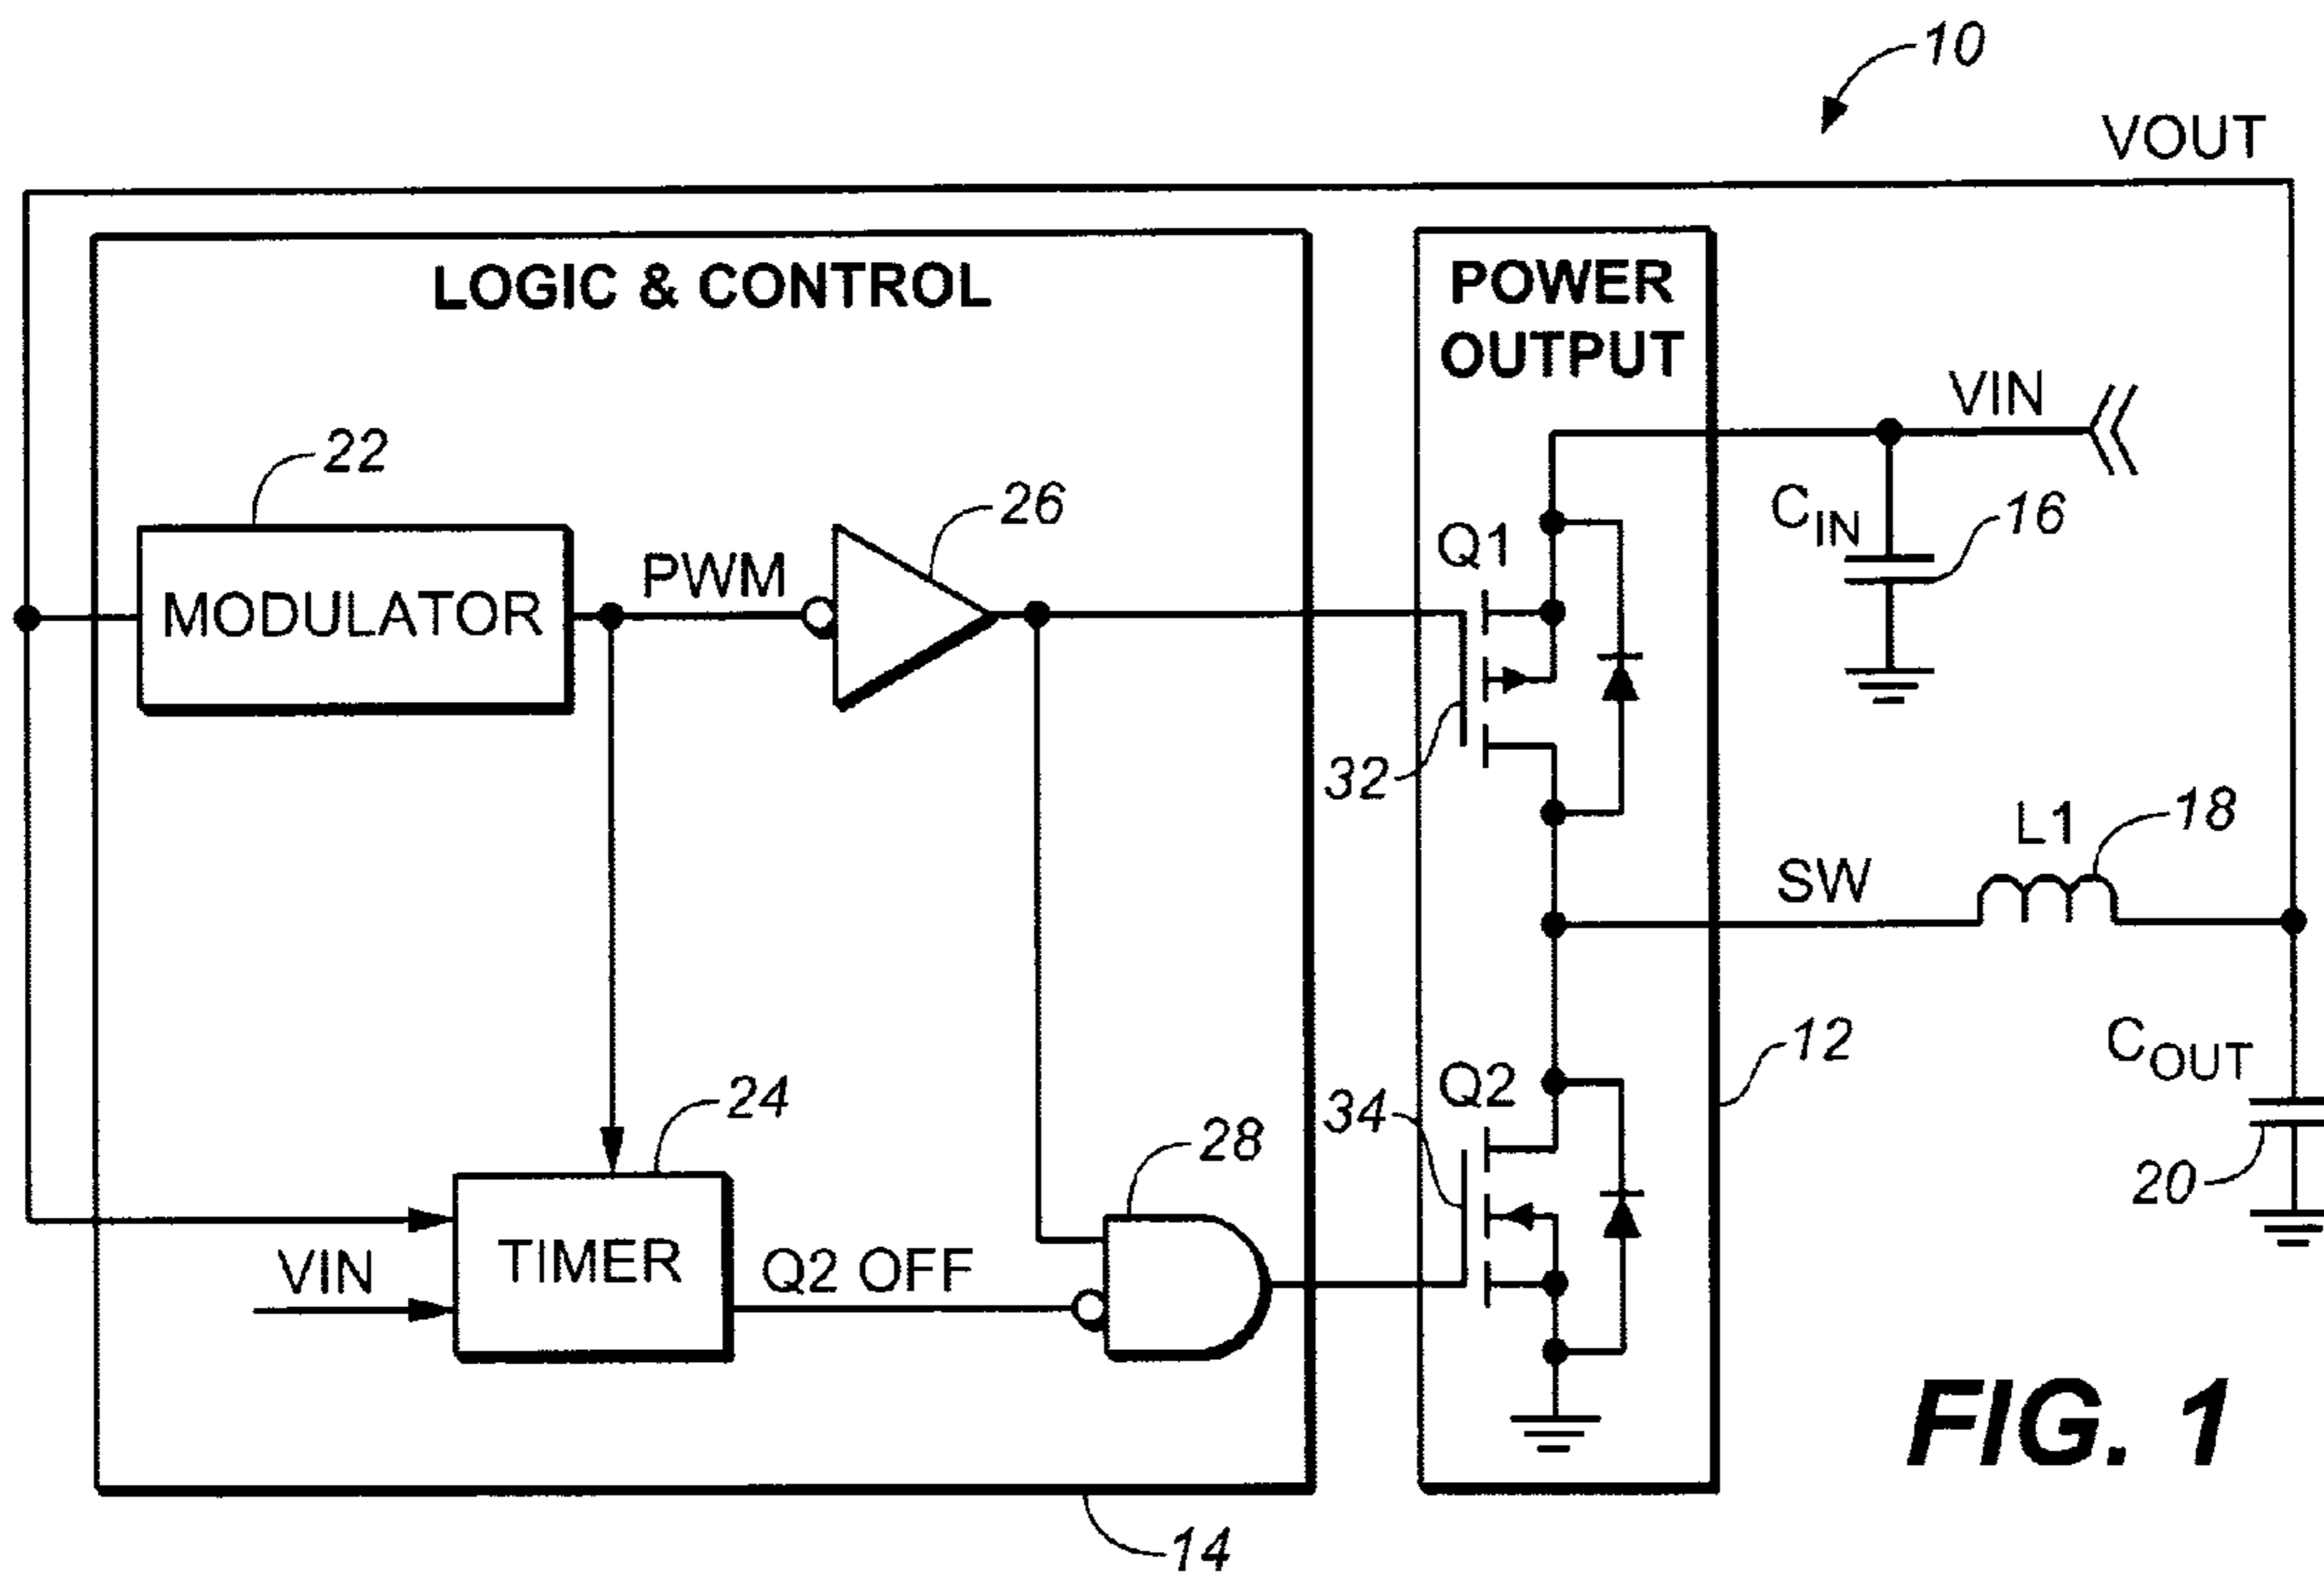 10
VOUT
LOGIC & CONTROL
POWER
OUTPUT
VIN
22
26
Q1
CIN
16
PWM
MODULATOR
32
L1
18
SW
12
COUT
Q2
24
34
28
20
VIN
TIMER
Q2 OFF
FIG. 1
14